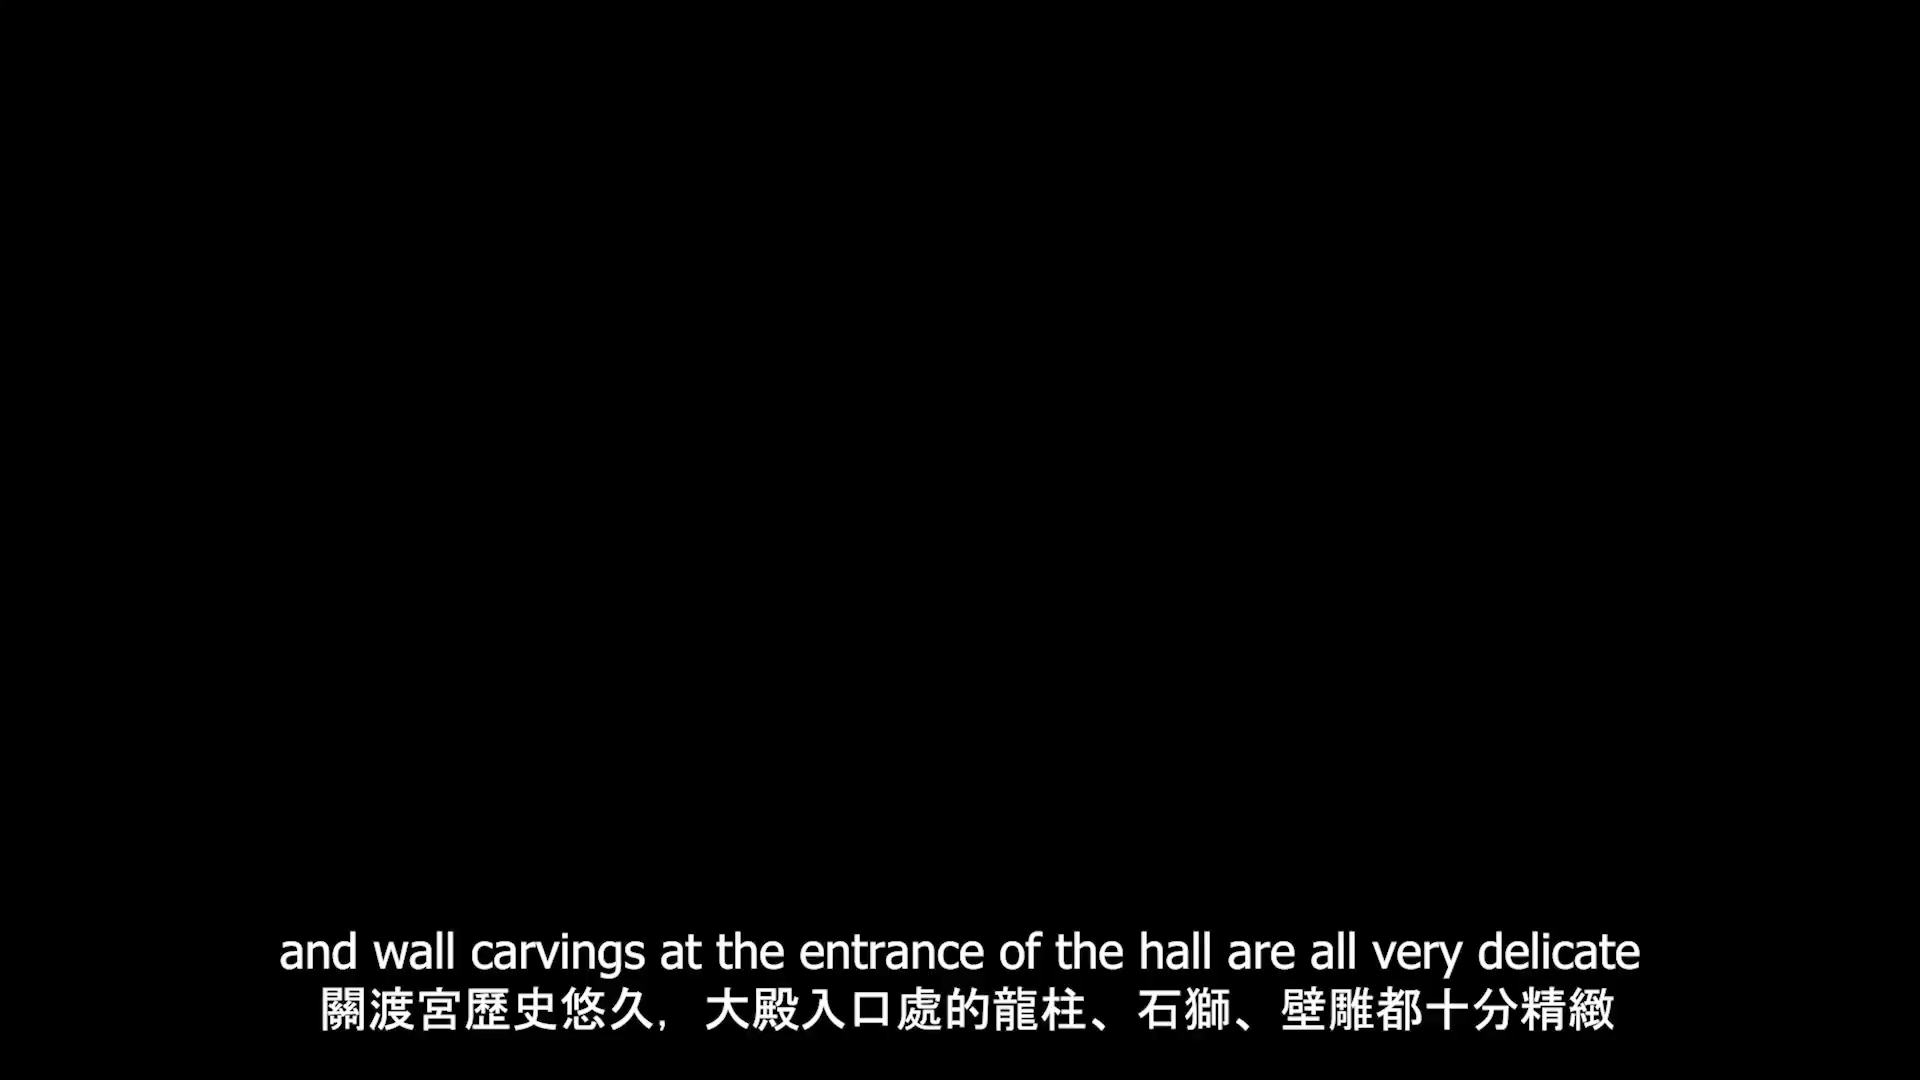 and wall carvings at the entrance of the hall are all very delicate
關渡宮歷史悠久，大殿入口處的龍柱、石獅、壁雕都十分精緻